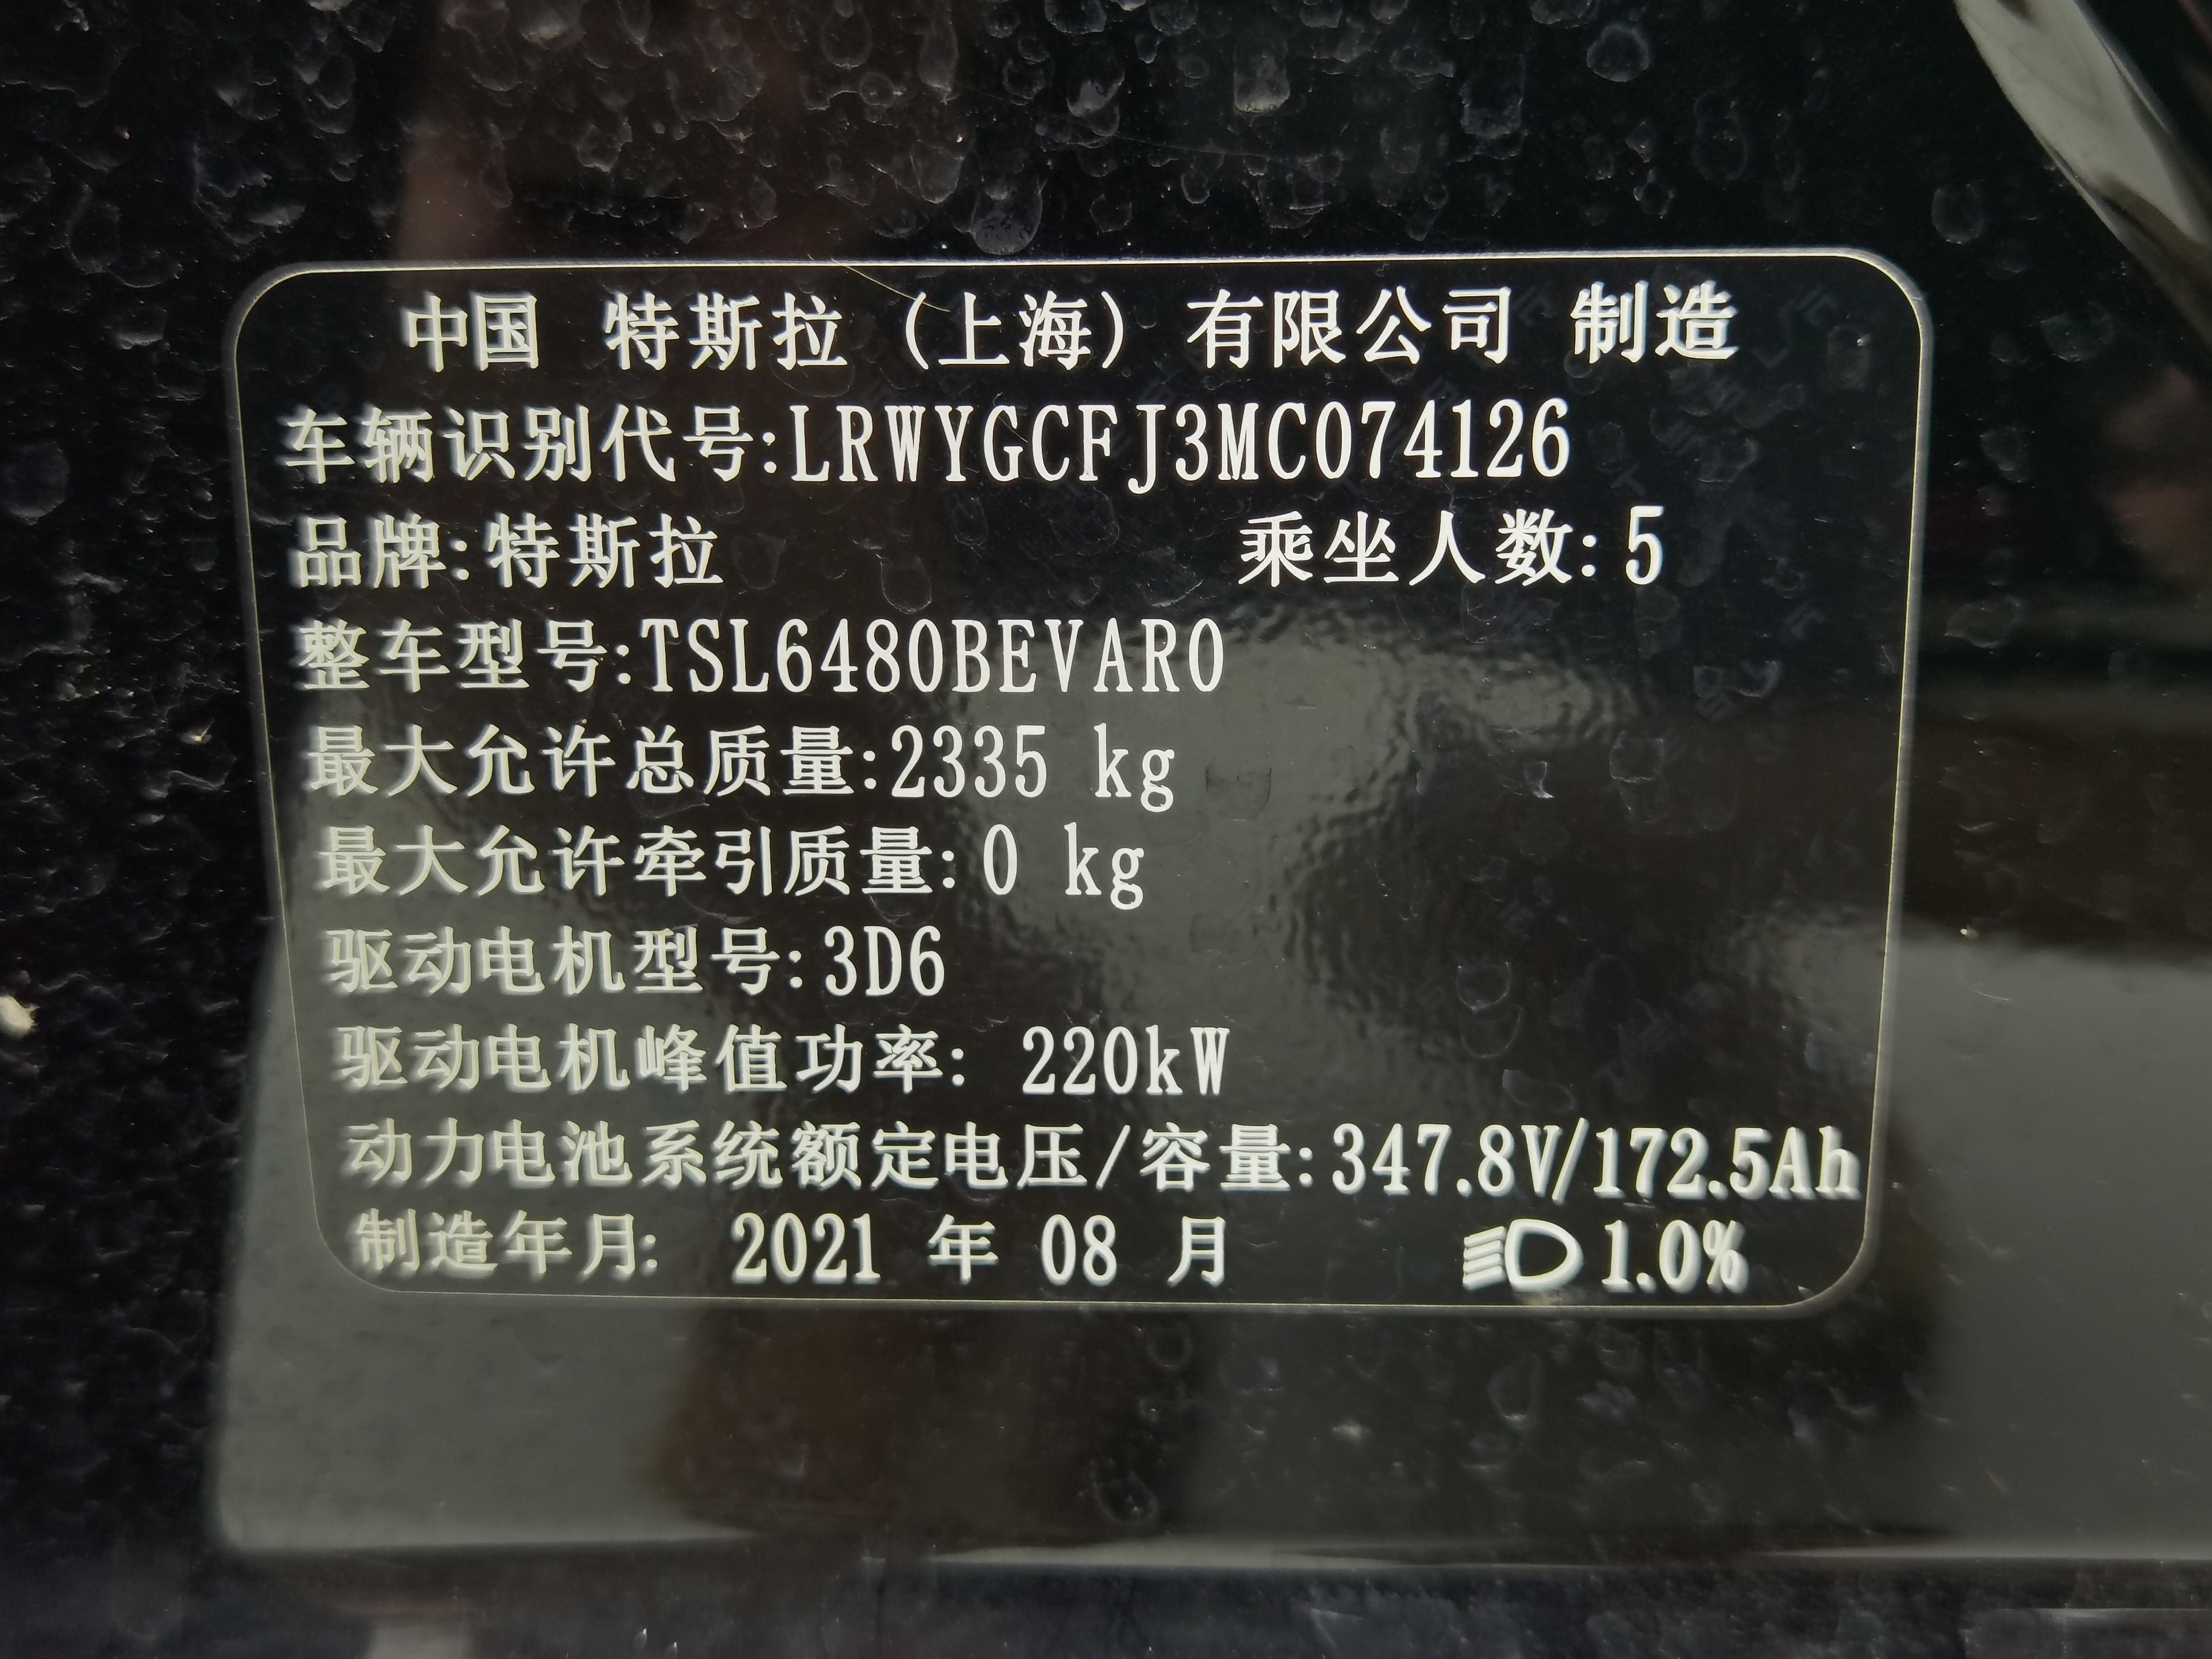 中国 特斯拉 (上海) 有限公司 制造
车辆识别代号:LRWYGCFJ3MC074126
品牌:特斯拉 乘坐人数:5
整车型号:TSL6480BEVAR0
最大允许总质量:2335 kg
最大允许牵引质量:0 kg
驱动电机型号:3D6
驱动电机峰值功率: 220kW
动力电池系统额定电压/容量:347.8V/172.5Ah
制造年月: 2021 年 08 月 1.0%